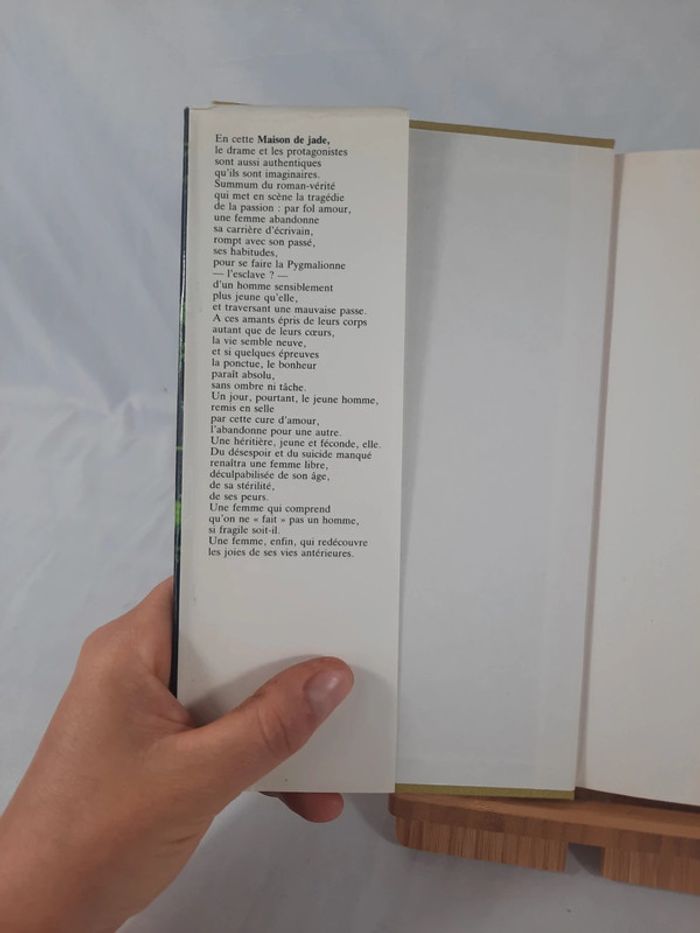 En cette Maison de jade,
le drame et les protagonistes
sont aussi authentiques
qu'ils sont imaginaires.
Summum du roman-vérité
qui met en scène la tragédie
de la passion : par fol amour,
une femme abandonne
sa carrière d'écrivain,
rompt avec son passé,
ses habitudes,
pour se faire la Pygmalionne
— l'esclave ? —
d'un homme sensiblement
plus jeune qu'elle,
et traversant une mauvaise passe.
A ces amants épris de leurs corps
autant que de leurs cœurs,
la vie semble neuve,
et si quelques épreuves
la ponctue, le bonheur
paraît absolu,
sans ombre ni tâche.
Un jour, pourtant, le jeune homme,
remis en selle
par cette cure d'amour,
l'abandonne pour une autre.
Une héritière, jeune et féconde, elle.
Du désespoir et du suicide manqué
renaîtra une femme libre,
déculpabilisée de son âge,
de sa stérilité,
de ses peurs.
Une femme qui comprend
qu'on ne « fait » pas un homme,
si fragile soit-il.
Une femme, enfin, qui redécouvre
les joies de ses vies antérieures.